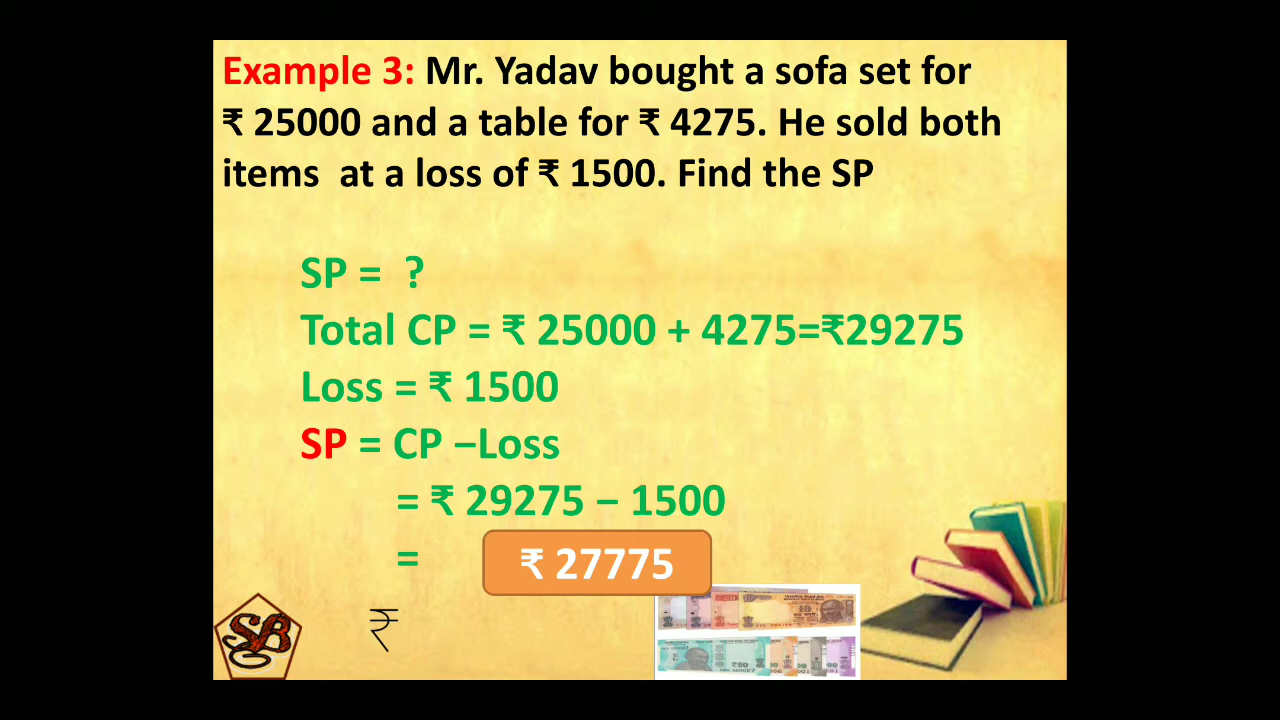 Example 3: Mr. Yadav bought a sofa set for
₹ 25000 and a table for ₹ 4275. He sold both
items at a loss of ₹ 1500. Find the SP
SP = ?
Total CP = ₹ 25000 + 4275=₹29275
Loss = ₹ 1500
SP = CP –Loss
= ₹ 29275 – 1500
= ₹ 27775
₹
SB
10
₹50